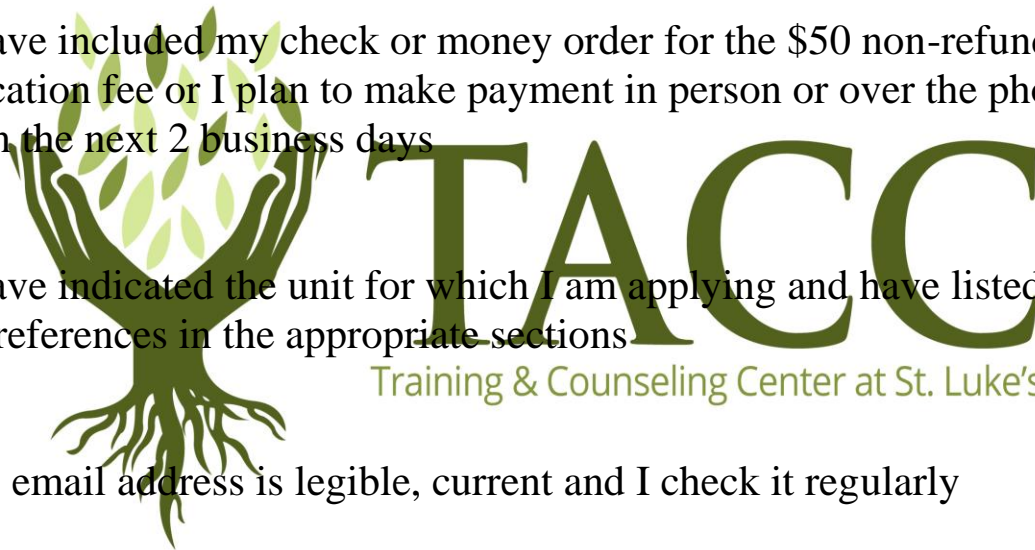 ave included my check or money order for the $50 non-refund
cation fee or I plan to make payment in person or over the pho
n the next 2 business days
TACC
ave indicated the unit for which I am applying and have listed
references in the appropriate sections
Training & Counseling Center at St. Luke's
email address is legible, current and I check it regularly